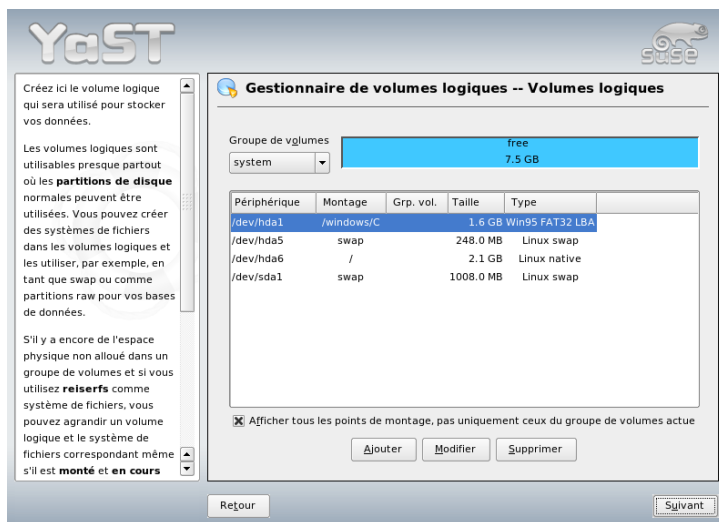 YaST
SUSE
Créez ici le volume logique
qui sera utilisé pour stocker
vos données.
Les volumes logiques sont
utilisables presque partout
où les partitions de disque
normales peuvent être
utilisées. Vous pouvez créer
des systèmes de fichiers
dans les volumes logiques et
les utiliser, par exemple, en
tant que swap ou comme
partitions raw pour vos bases
de données.
S'il y a encore de l'espace
physique non alloué dans un
groupe de volumes et si vous
utilisez reiserfs comme
système de fichiers, vous
pouvez agrandir un volume
logique et le système de
fichiers correspondant même
s'il est monté et en cours
Gestionnaire de volumes logiques -- Volumes logiques
Groupe de volumes
system
free
7.5 GB
Périphérique Montage Grp. vol. Taille Type
/dev/hda1 /windows/C 1.6 GB Win95 FAT32 LBA
/dev/hda5 swap 248.0 MB Linux swap
/dev/hda6 / 2.1 GB Linux native
/dev/sda1 swap 1008.0 MB Linux swap
Afficher tous les points de montage, pas uniquement ceux du groupe de volumes actue
Ajouter Modifier Supprimer
Retour Suivant